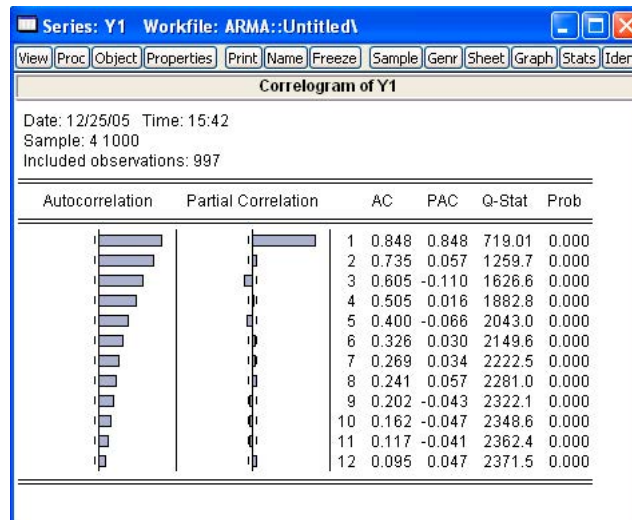 Series: Y1 Workfile: ARMA::Untitled\
View Proc Object Properties Print Name Freeze Sample Genr Sheet Graph Stats Iden
Correlogram of Y1
Date: 12/25/05 Time: 15:42
Sample: 4 1000
Included observations: 997
Autocorrelation Partial Correlation AC PAC Q-Stat Prob
1 0.848 0.848 719.01 0.000
2 0.735 0.057 1259.7 0.000
3 0.605 -0.110 1626.6 0.000
4 0.505 0.016 1882.8 0.000
5 0.400 -0.066 2043.0 0.000
6 0.326 0.030 2149.6 0.000
7 0.269 0.034 2222.5 0.000
8 0.241 0.057 2281.0 0.000
9 0.202 -0.043 2322.1 0.000
10 0.162 -0.047 2348.6 0.000
11 0.117 -0.041 2362.4 0.000
12 0.095 0.047 2371.5 0.000